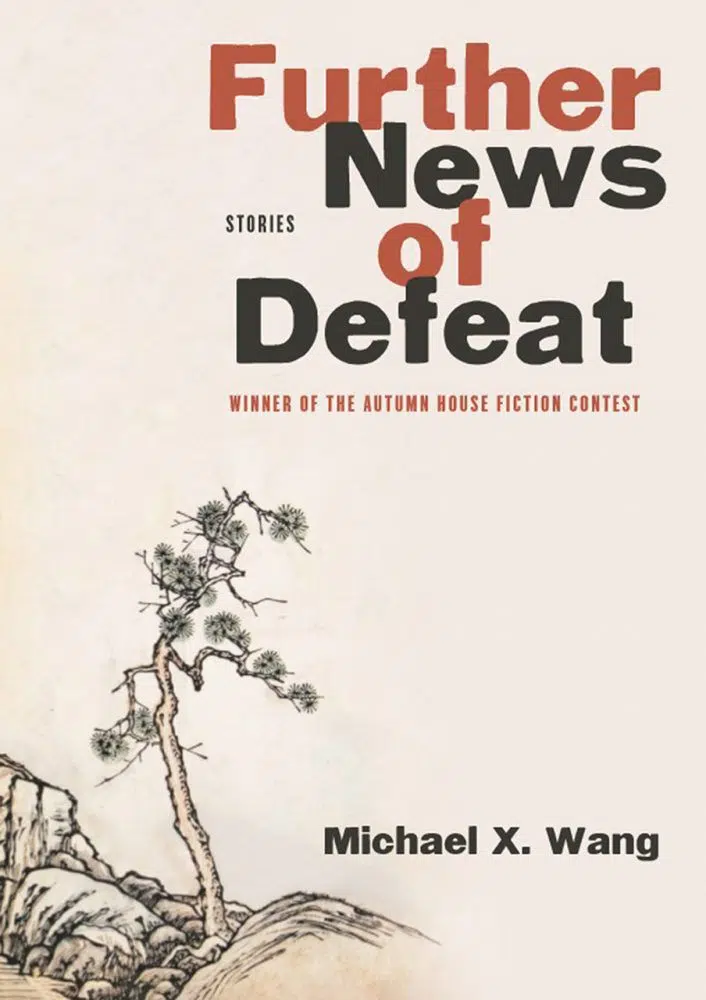 Further
News
STORIES
of
Defeat
WINNER OF THE AUTUMN HOUSE FICTION CONTEST
Michael X. Wang